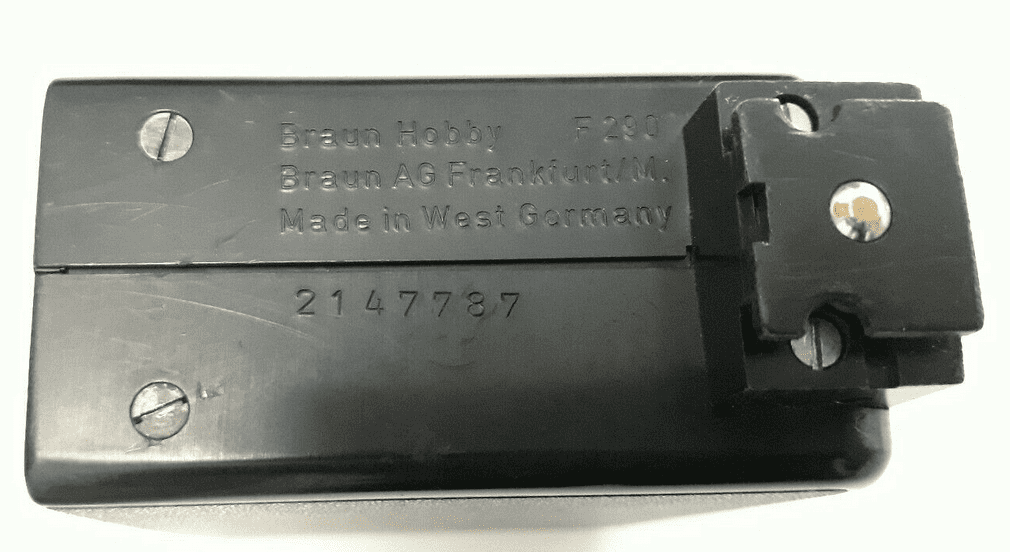 Braun Hobby F 290
Braun AG Frankfurt/M.
Made in West Germany
2147787